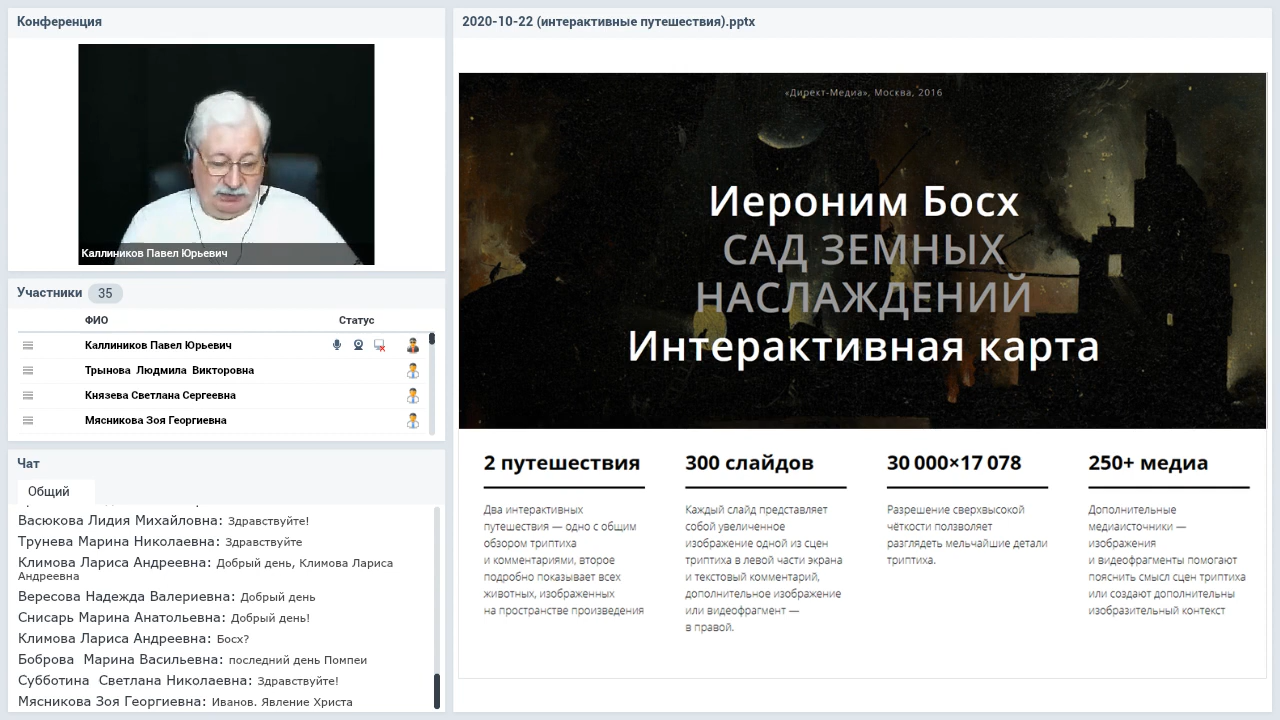 Конференция
Каллиников Павел Юрьевич
Участники 35
ФИО Статус
Каллиников Павел Юрьевич
Трынова Людмила Викторовна
Князева Светлана Сергеевна
Мясникова Зоя Георгиевна
Чат
Общий
Васюкова Лидия Михайловна: Здравствуйте!
Трунева Марина Николаевна: Здравствуйте
Климова Лариса Андреевна: Добрый день, Климова Лариса
Андреевна
Вересова Надежда Валериевна: Добрый день
Снисарь Марина Анатольевна: Добрый день!
Климова Лариса Андреевна: Босх?
Боброва Марина Васильевна: последний день Помпеи
Субботина Светлана Николаевна: Здравствуйте!
Мясникова Зоя Георгиевна: Иванов. Явление Христа
2020-10-22 (интерактивные путешествия).pptx
«Директ-Медиа», Москва, 2016
Иероним Босх
САД ЗЕМНЫХ
НАСЛАЖДЕНИЙ
Интерактивная карта
2 путешествия
Два интерактивных
путешествия — одно с общим
обзором триптиха
и комментариями, второе
подробно показывает всех
животных, изображенных
на пространстве произведения
300 слайдов
Каждый слайд представляет
собой увеличенное
изображение одной из сцен
триптиха в левой части экрана
и текстовый комментарий,
дополнительное изображение
или видеофрагмент —
в правой.
30 000×17 078
Разрешение сверхвысокой
чёткости ползволяет
разглядеть мельчайшие детали
триптиха.
250+ медиа
Дополнительные
медиаисточники —
изображения
и видеофрагменты помогают
пояснить смысл сцен триптиха
или создают дополнительны
изобразительный контекст